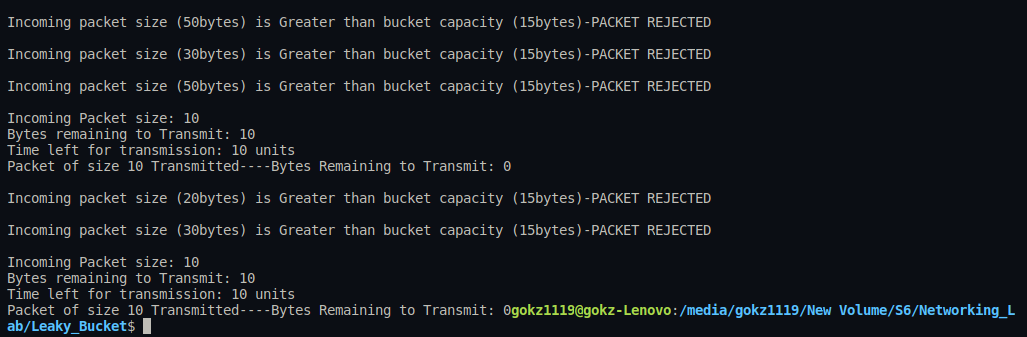 Incoming packet size (50bytes) is Greater than bucket capacity (15bytes)-PACKET REJECTED
Incoming packet size (30bytes) is Greater than bucket capacity (15bytes)-PACKET REJECTED
Incoming packet size (50bytes) is Greater than bucket capacity (15bytes)-PACKET REJECTED
Incoming Packet size: 10
Bytes remaining to Transmit: 10
Time left for transmission: 10 units
Packet of size 10 Transmitted----Bytes Remaining to Transmit: 0
Incoming packet size (20bytes) is Greater than bucket capacity (15bytes)-PACKET REJECTED
Incoming packet size (30bytes) is Greater than bucket capacity (15bytes)-PACKET REJECTED
Incoming Packet size: 10
Bytes remaining to Transmit: 10
Time left for transmission: 10 units
Packet of size 10 Transmitted----Bytes Remaining to Transmit: 0gokz1119@gokz-Lenovo:/media/gokz1119/New Volume/S6/Networking_L
ab/Leaky_Bucket$